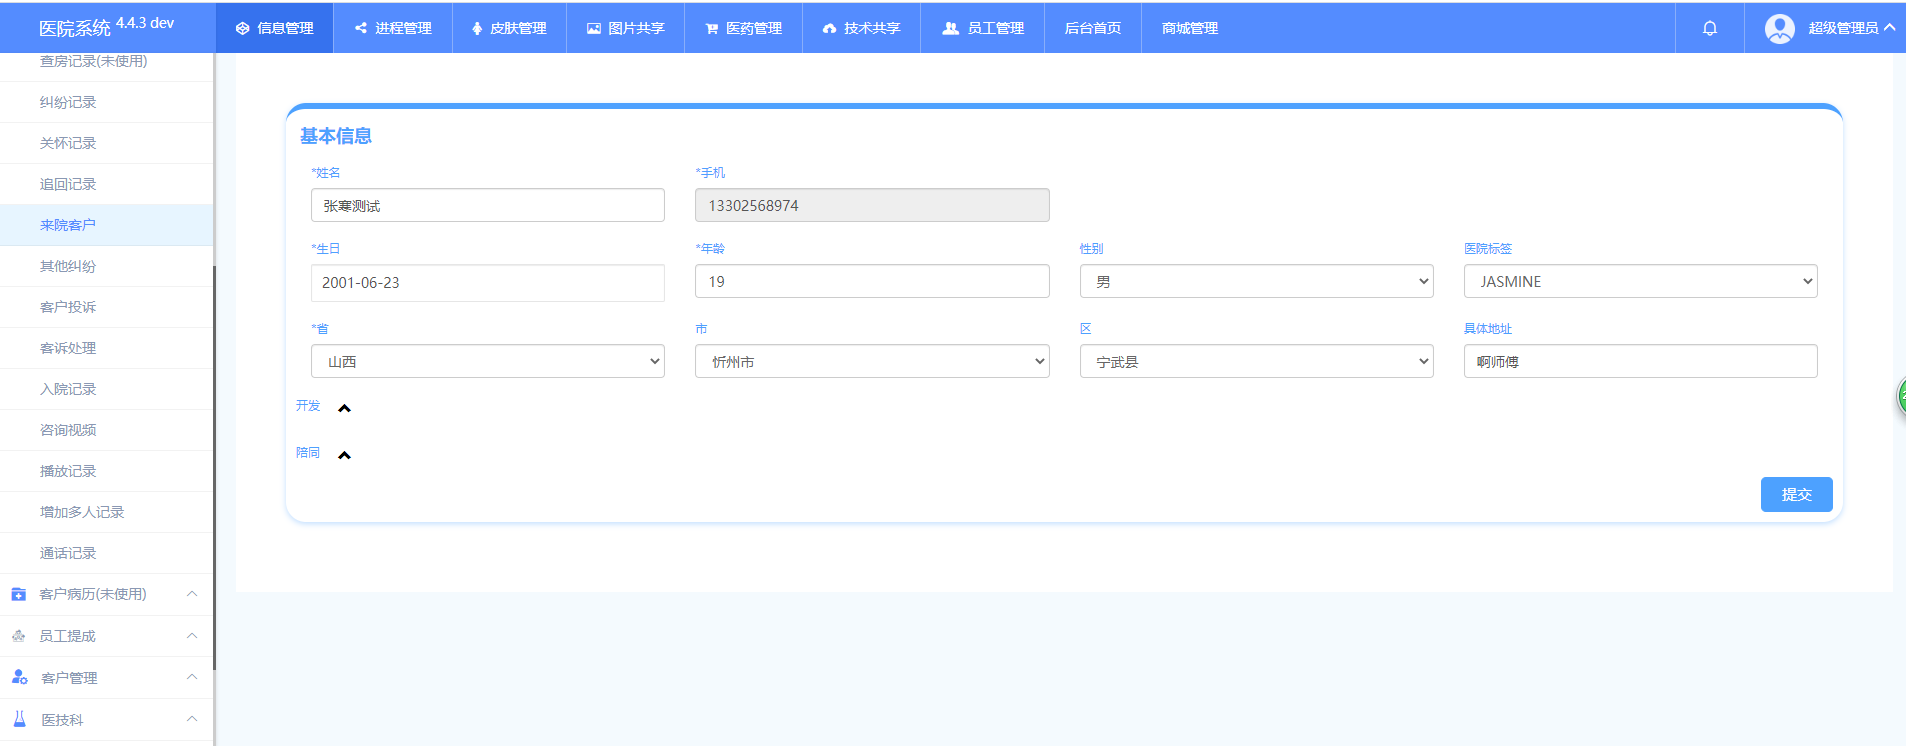 医院系统 4.4.3 dev
信息管理
进程管理
皮肤管理
图片共享
医药管理
技术共享
员工管理
后台首页
商城管理
超级管理员
查房记录(未使用)
纠纷记录
关怀记录
追回记录
来院客户
其他纠纷
客户投诉
客诉处理
入院记录
咨询视频
播放记录
增加多人记录
通话记录
客户病历(未使用)
员工提成
客户管理
医技科
基本信息
*姓名
*手机
张寒测试
13302568974
*生日
*年龄
性别
医院标签
2001-06-23
19
男
JASMINE
*省
市
区
具体地址
山西
忻州市
宁武县
啊师傅
开发
陪同
提交